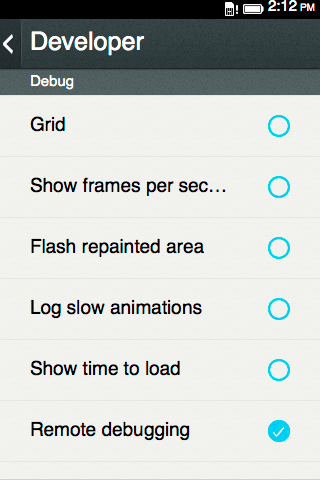 2:12 PM
Developer
Debug
Grid
Show frames per sec…
Flash repainted area
Log slow animations
Show time to load
Remote debugging